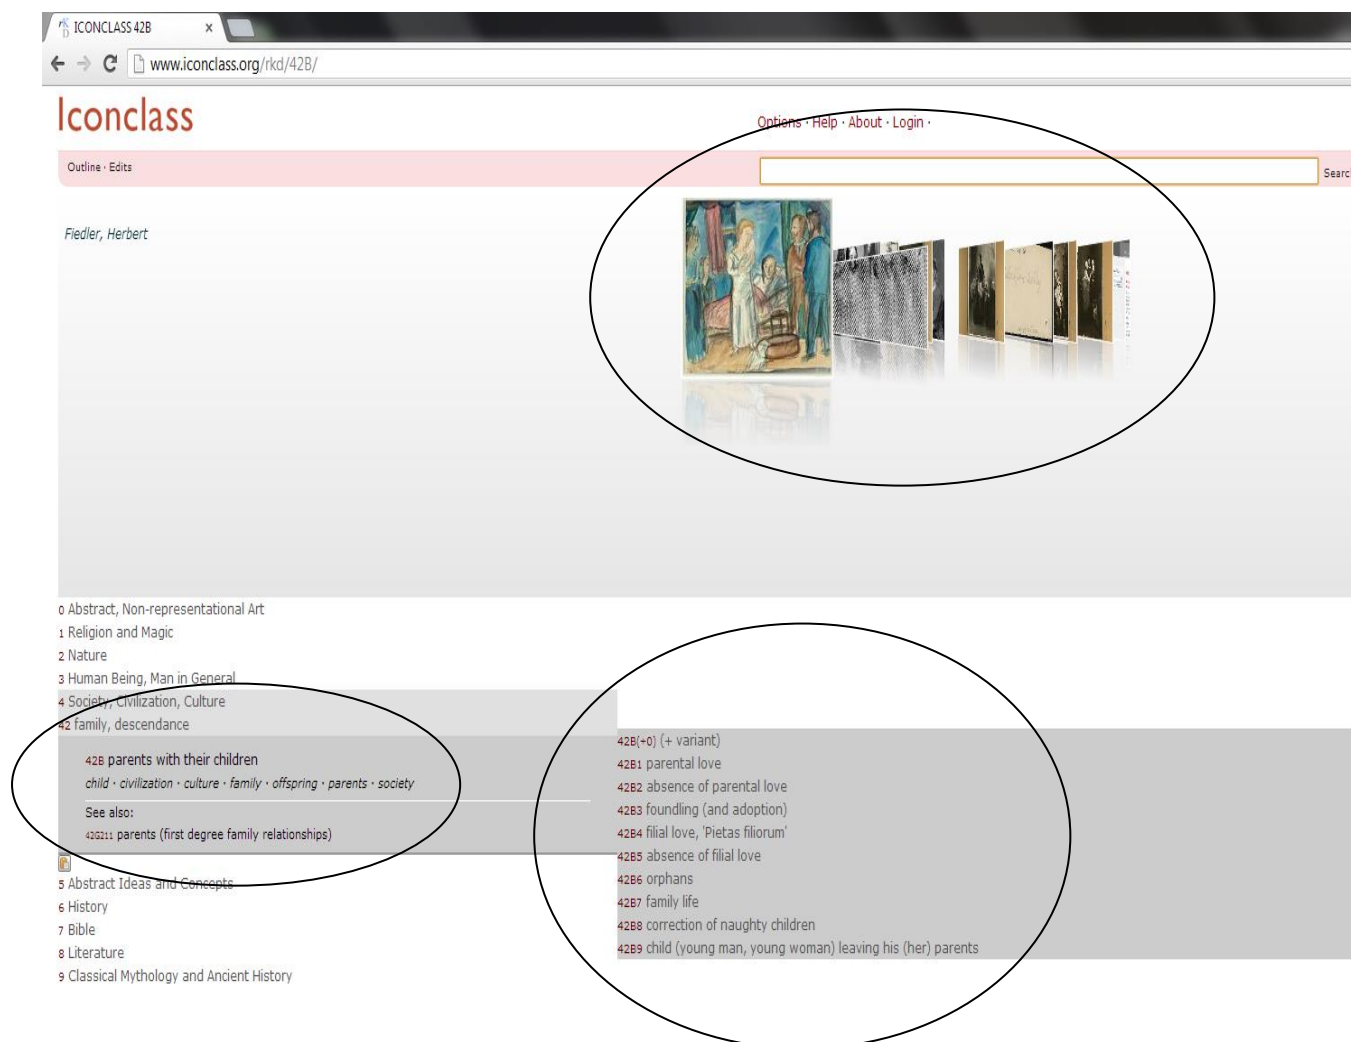 ICONCLASS 42B ×
www.iconclass.org/rkd/42B/
Iconclass
Options · Help · About · Login ·
Outline · Edits
Search
Fiedler, Herbert
0 Abstract, Non-representational Art
1 Religion and Magic
2 Nature
3 Human Being, Man in General
4 Society, Civilization, Culture
42 family, descendance
42B parents with their children
child · civilization · culture · family · offspring · parents · society
See also:
42G211 parents (first degree family relationships)
42B(+0) (+ variant)
42B1 parental love
42B2 absence of parental love
42B3 foundling (and adoption)
42B4 filial love, 'Pietas filiorum'
42B5 absence of filial love
42B6 orphans
42B7 family life
42B8 correction of naughty children
42B9 child (young man, young woman) leaving his (her) parents
5 Abstract Ideas and Concepts
6 History
7 Bible
8 Literature
9 Classical Mythology and Ancient History